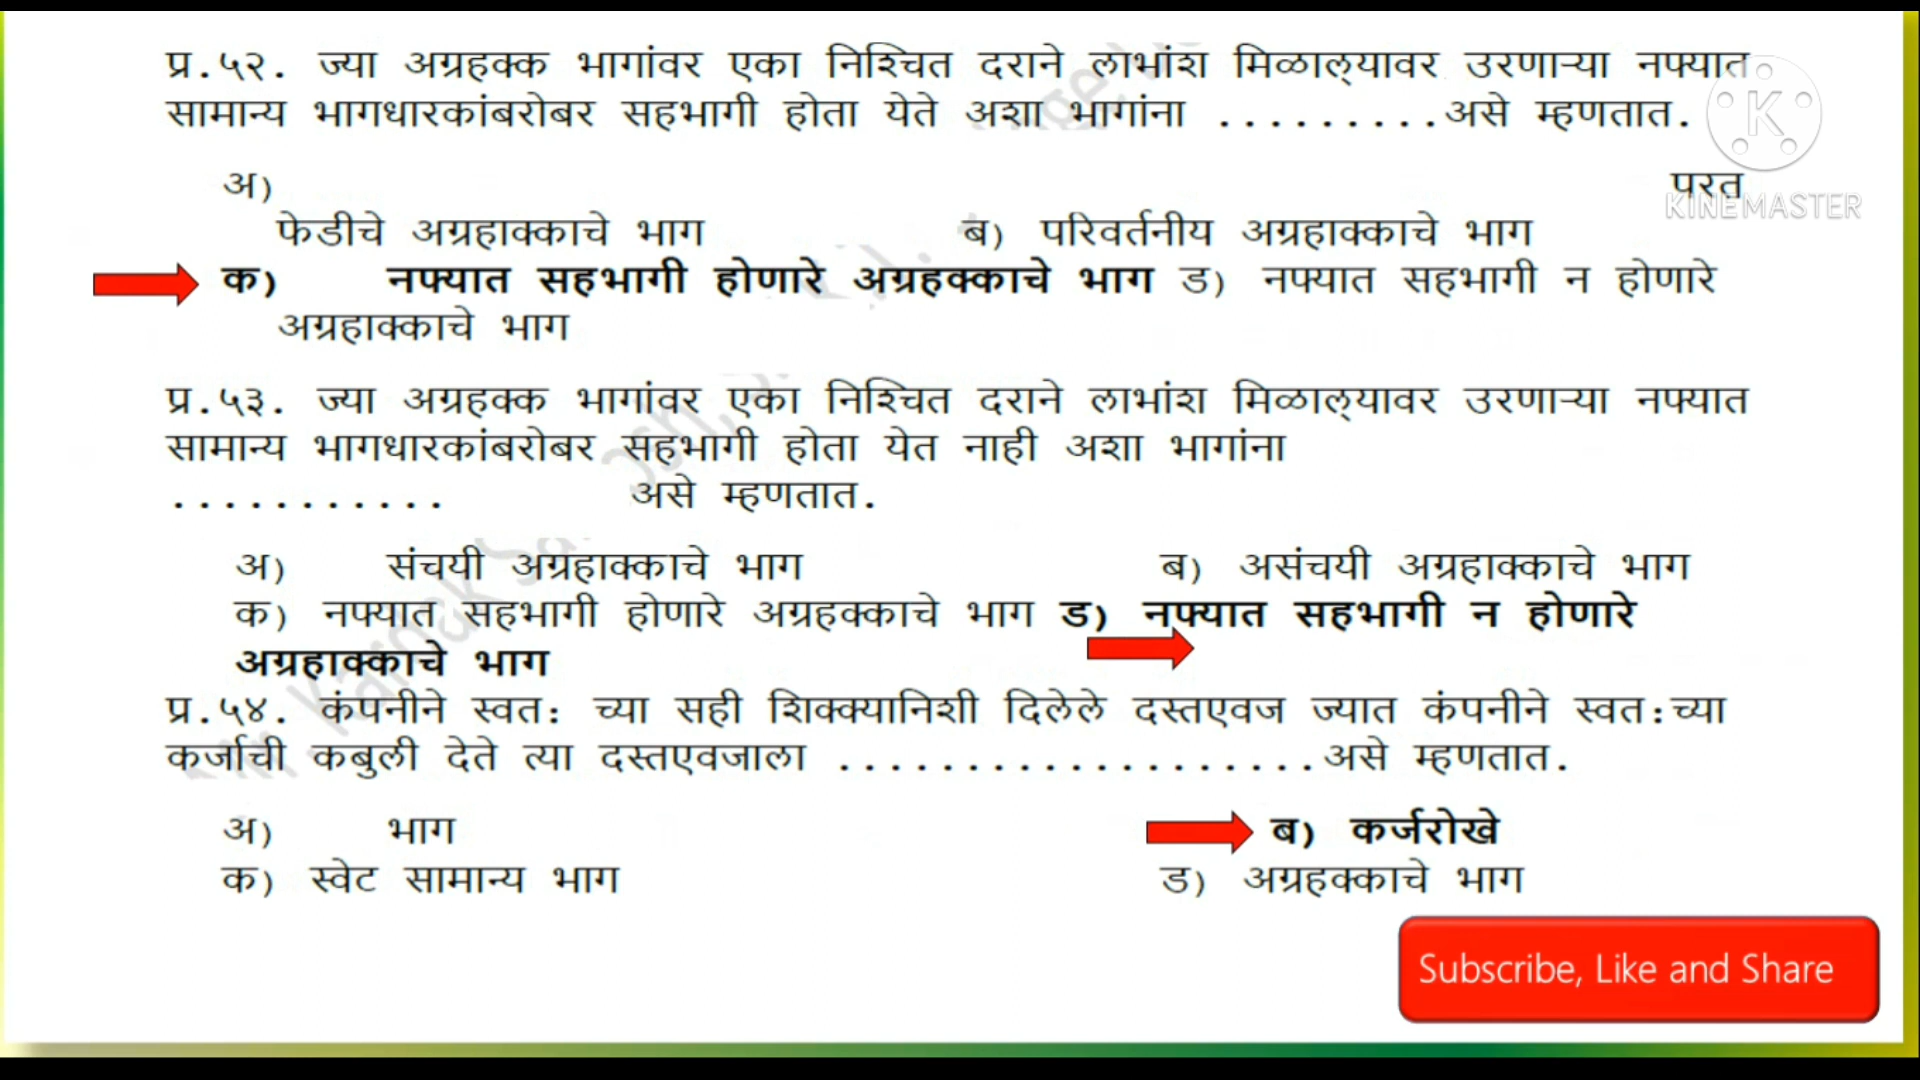 प्र.५२. ज्या अग्रहक्क भागांवर एका निश्चित दराने लाभांश मिळाल्यावर उरणाऱ्या नफ्यात
सामान्य भागधारकांबरोबर सहभागी होता येते अशा भागांना .........असे म्हणतात.
अ) परत
फेडीचे अग्रहाक्काचे भाग ब) परिवर्तनीय अग्रहाक्काचे भाग
क) नफ्यात सहभागी होणारे अग्रहक्काचे भाग ड) नफ्यात सहभागी न होणारे
अग्रहाक्काचे भाग
प्र.५३. ज्या अग्रहक्क भागांवर एका निश्चित दराने लाभांश मिळाल्यावर उरणाऱ्या नफ्यात
सामान्य भागधारकांबरोबर सहभागी होता येत नाही अशा भागांना
........... असे म्हणतात.
अ) संचयी अग्रहाक्काचे भाग ब) असंचयी अग्रहाक्काचे भाग
क) नफ्यात सहभागी होणारे अग्रहक्काचे भाग ड) नफ्यात सहभागी न होणारे
अग्रहाक्काचे भाग
प्र.५४. कंपनीने स्वत: च्या सही शिक्क्यानिशी दिलेले दस्तएवज ज्यात कंपनीने स्वत:च्या
कर्जाची कबुली देते त्या दस्तएवजाला ...................असे म्हणतात.
अ) भाग ब) कर्जरोखे
क) स्वेट सामान्य भाग ड) अग्रहक्काचे भाग
Subscribe, Like and Share
K
KINEMASTER